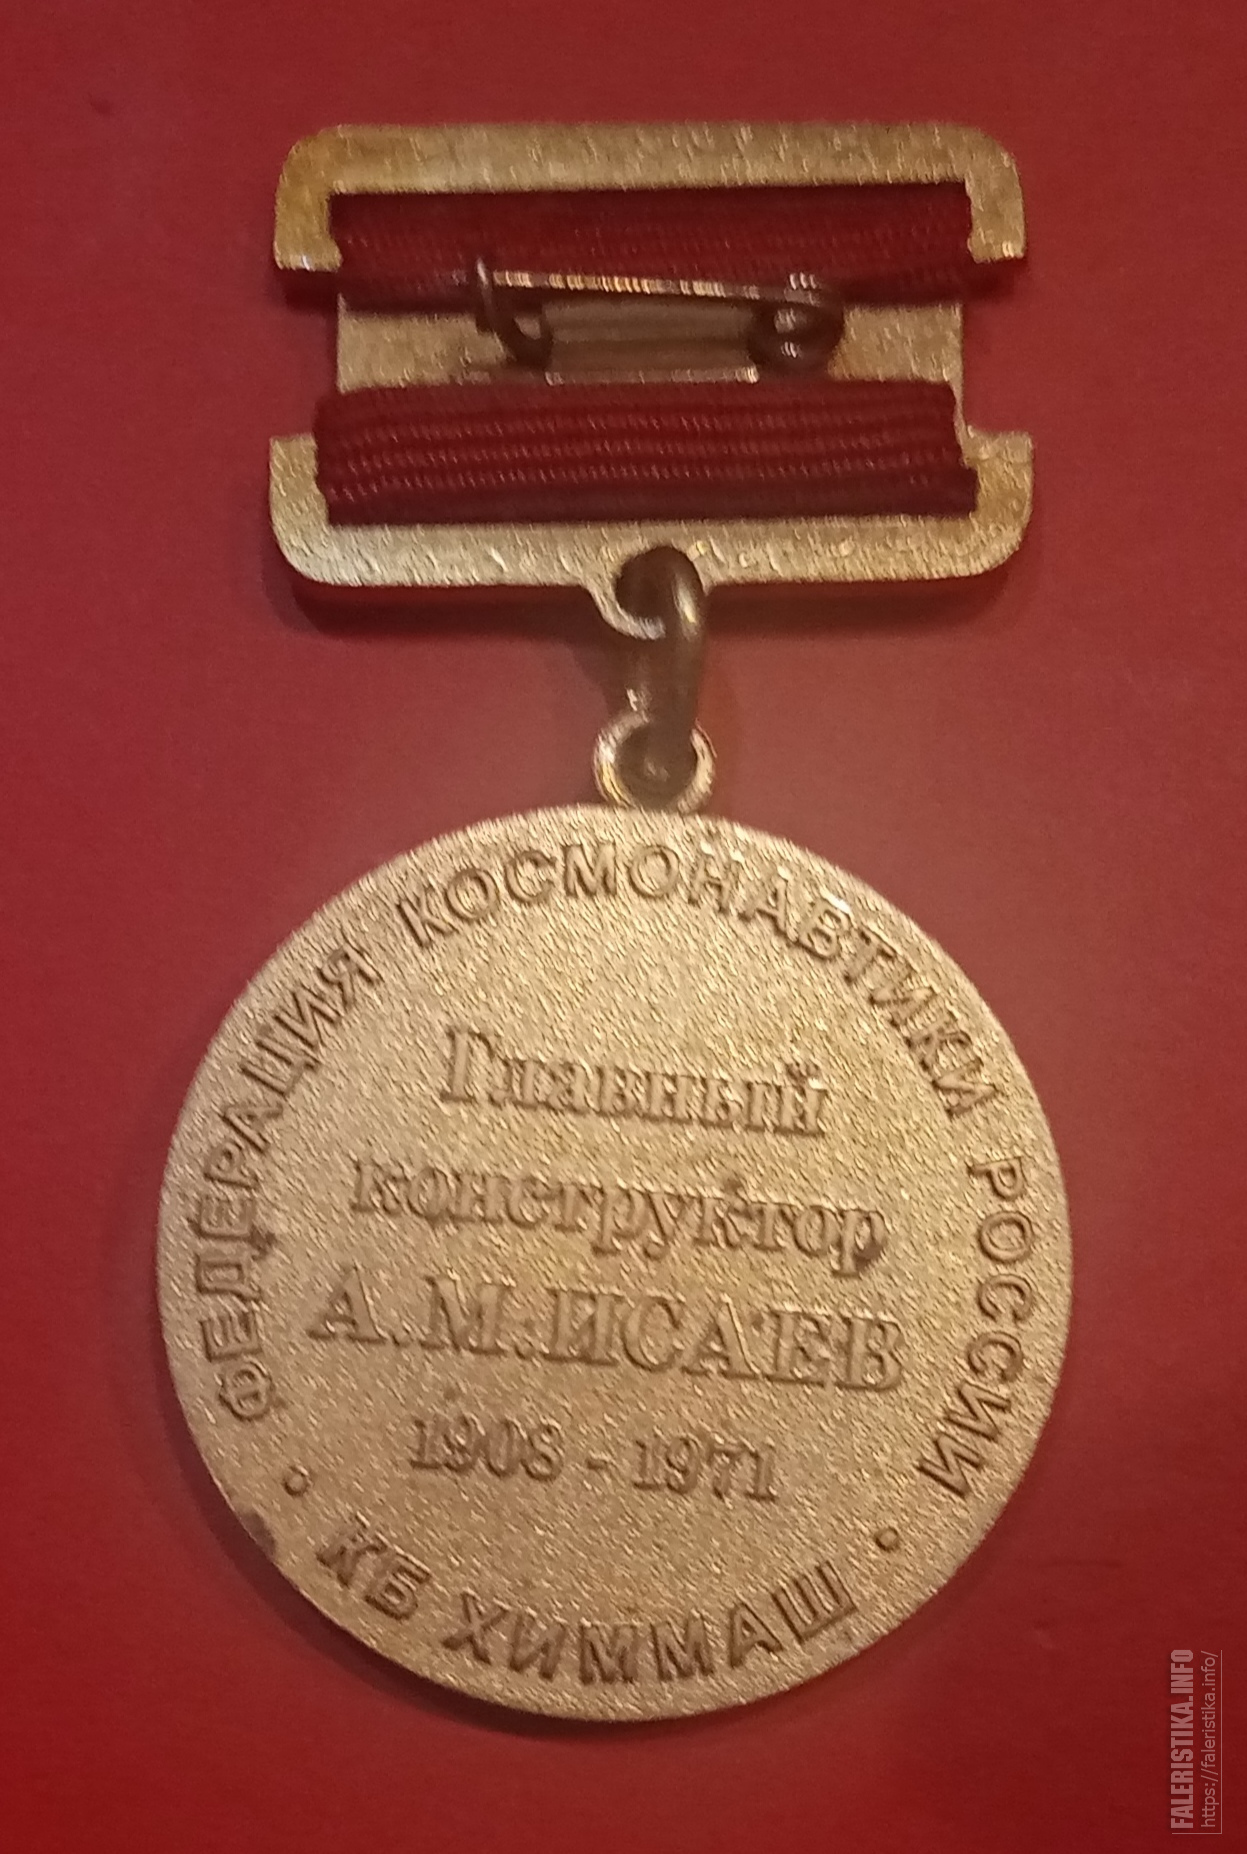 ФЕДЕРАЦИЯ КОСМОНАВТИКИ РОССИИ
Главный
конструктор
А.М.ИСАЕВ
1908 - 1971
КБ ХИММАШ
FALERISTIKA.INFO
https://faleristika.info/